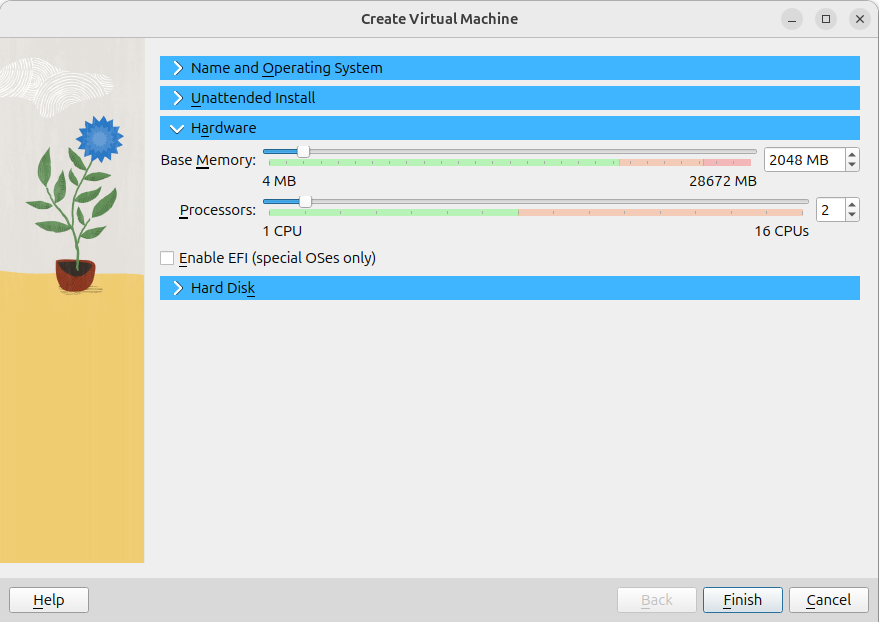 Create Virtual Machine
Name and Operating System
Unattended Install
Hardware
Base Memory: 2048 MB
4 MB 28672 MB
Processors: 2
1 CPU 16 CPUs
Enable EFI (special OSes only)
Hard Disk
Help Back Finish Cancel